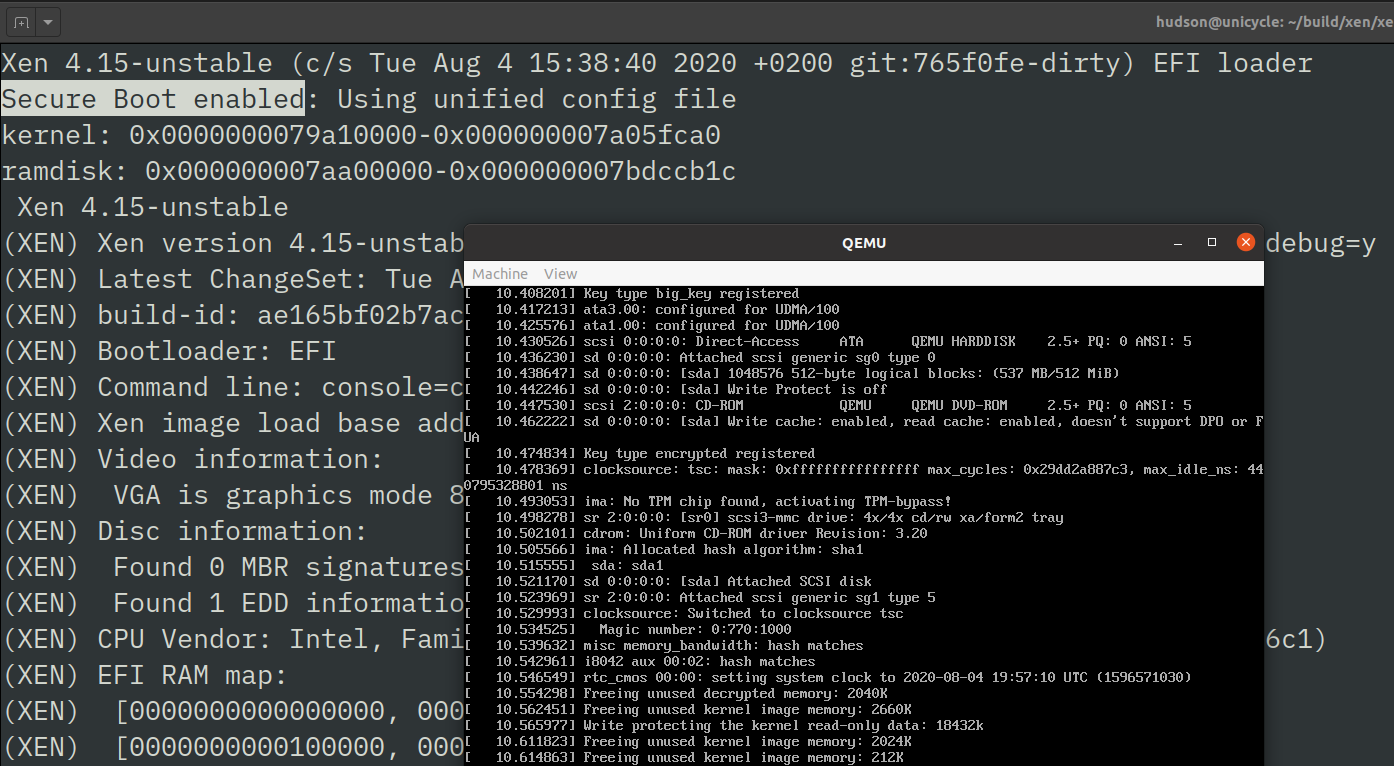 hudson@unicycle: ~/build/xen/xe
Xen 4.15-unstable (c/s Tue Aug 4 15:38:40 2020 +0200 git:765f0fe-dirty) EFI loader
Secure Boot enabled: Using unified config file
kernel: 0x0000000079a10000-0x000000007a05fca0
ramdisk: 0x000000007aa00000-0x000000007bdccb1c
Xen 4.15-unstable
(XEN) Xen version 4.15-unstab debug=y
(XEN) Latest ChangeSet: Tue A
(XEN) build-id: ae165bf02b7ac
(XEN) Bootloader: EFI
(XEN) Command line: console=c
(XEN) Xen image load base add
(XEN) Video information:
(XEN)  VGA is graphics mode 8
(XEN) Disc information:
(XEN)  Found 0 MBR signatures
(XEN)  Found 1 EDD informatio
(XEN) CPU Vendor: Intel, Fami 6c1)
(XEN) EFI RAM map:
(XEN)  [0000000000000000, 000
(XEN)  [0000000000100000, 000
QEMU
Machine View
[   10.408201] Key type big_key registered
[   10.417213] ata3.00: configured for UDMA/100
[   10.425576] ata1.00: configured for UDMA/100
[   10.430526] scsi 0:0:0:0: Direct-Access     ATA      QEMU HARDDISK    2.5+ PQ: 0 ANSI: 5
[   10.436230] sd 0:0:0:0: Attached scsi generic sg0 type 0
[   10.438647] sd 0:0:0:0: [sda] 1048576 512-byte logical blocks: (537 MB/512 MiB)
[   10.442246] sd 0:0:0:0: [sda] Write Protect is off
[   10.447530] scsi 2:0:0:0: CD-ROM            QEMU     QEMU DVD-ROM     2.5+ PQ: 0 ANSI: 5
[   10.462222] sd 0:0:0:0: [sda] Write cache: enabled, read cache: enabled, doesn't support DPO or F
UA
[   10.474834] Key type encrypted registered
[   10.478369] clocksource: tsc: mask: 0xffffffffffffffff max_cycles: 0x29dd2a887c3, max_idle_ns: 44
0795328801 ns
[   10.493053] ima: No TPM chip found, activating TPM-bypass!
[   10.498278] sr 2:0:0:0: [sr0] scsi3-mmc drive: 4x/4x cd/rw xa/form2 tray
[   10.502101] cdrom: Uniform CD-ROM driver Revision: 3.20
[   10.505566] ima: Allocated hash algorithm: sha1
[   10.515555]  sda: sda1
[   10.521170] sd 0:0:0:0: [sda] Attached SCSI disk
[   10.523969] sr 2:0:0:0: Attached scsi generic sg1 type 5
[   10.529993] clocksource: Switched to clocksource tsc
[   10.534525]   Magic number: 0:770:1000
[   10.539632] misc memory_bandwidth: hash matches
[   10.542961] i8042 aux 00:02: hash matches
[   10.546549] rtc_cmos 00:00: setting system clock to 2020-08-04 19:57:10 UTC (1596571030)
[   10.554298] Freeing unused decrypted memory: 2040K
[   10.562451] Freeing unused kernel image memory: 2660K
[   10.565977] Write protecting the kernel read-only data: 18432k
[   10.611823] Freeing unused kernel image memory: 2024K
[   10.614863] Freeing unused kernel image memory: 212K